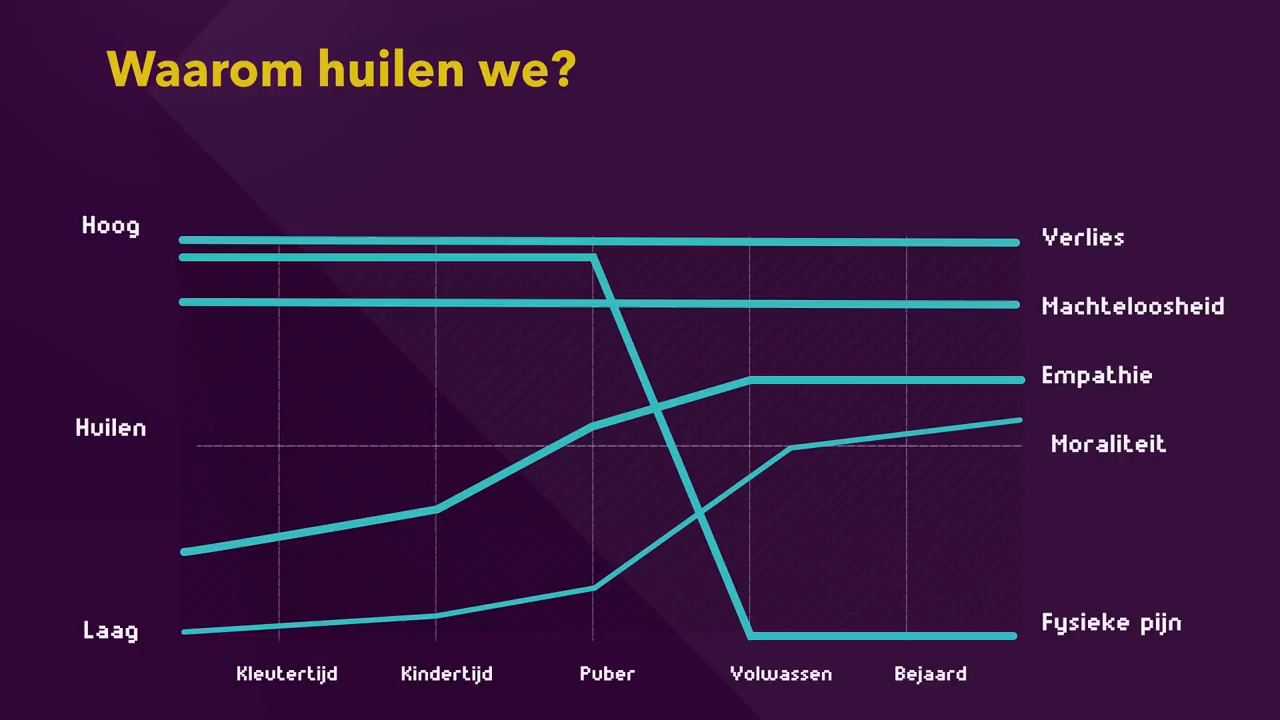 Waarom huilen we?
Hoog
Verlies
Machteloosheid
Empathie
Huilen
Moraliteit
Laag
Fysieke pijn
Kleutertijd
Kindertijd
Puber
Volwassen
Bejaard